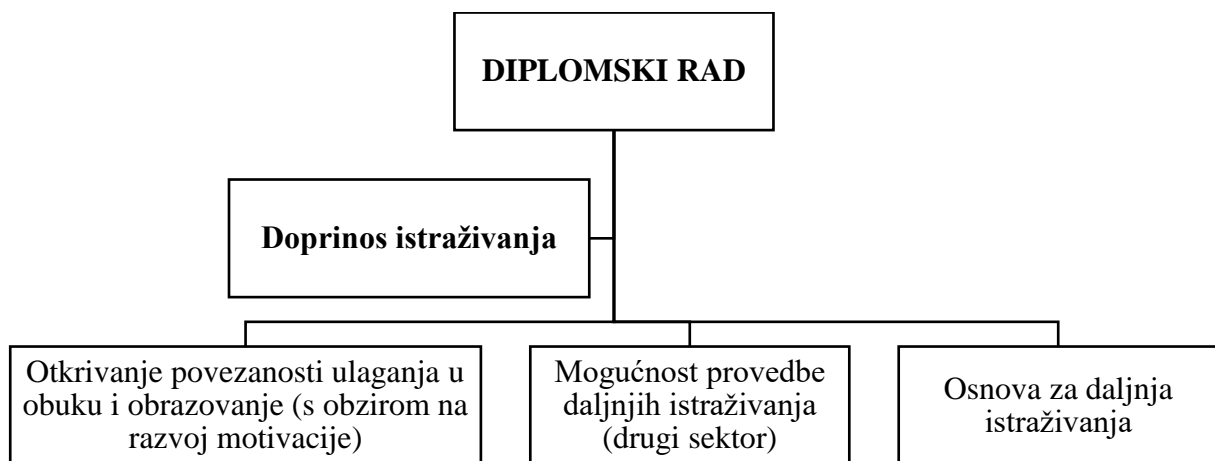 DIPLOMSKI RAD
Doprinos istraživanja
Otkrivanje povezanosti ulaganja u
obuku i obrazovanje (s obzirom na
razvoj motivacije)
Mogućnost provedbe
daljnjih istraživanja
(drugi sektor)
Osnova za daljnja
istraživanja